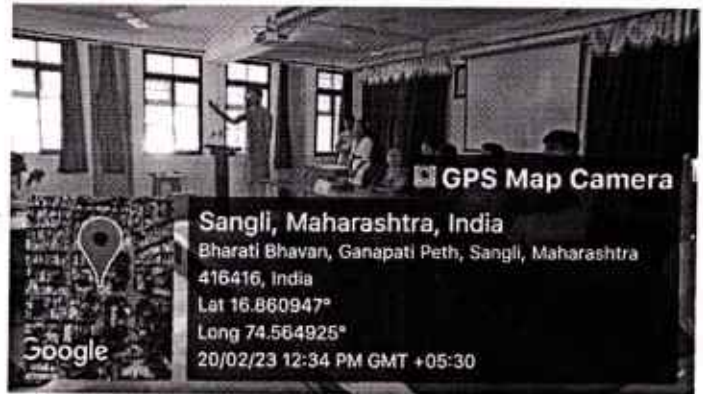 GPS Map Camera
Sangli, Maharashtra, India
Bharati Bhavan, Ganapati Peth, Sangli, Maharashtra
416416, India
Lat 16.860947°
Long 74.564925°
20/02/23 12:34 PM GMT +05:30
Google